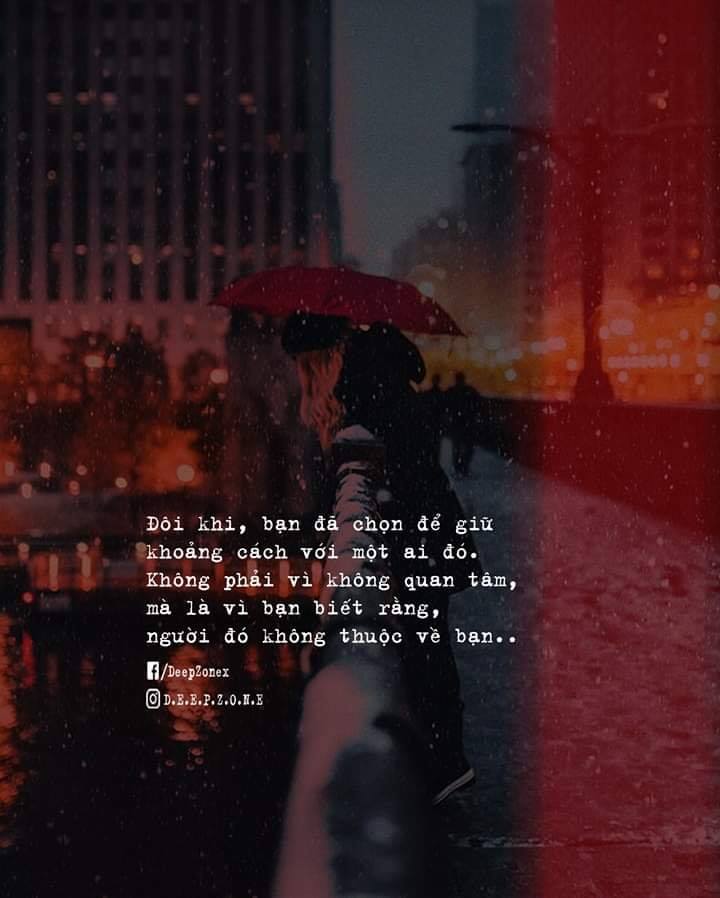 Đôi khi, bạn đã chọn để giữ
khoảng cách với một ai đó.
Không phải vì không quan tâm,
mà là vì bạn biết rằng,
người đó không thuộc về bạn..
/DeepZonex
D.E.E.P.Z.O.N.E